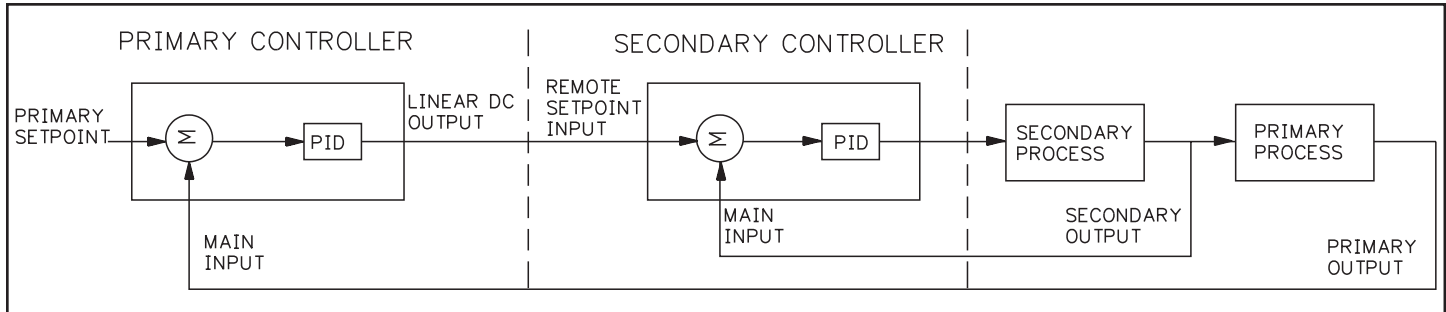 PRIMARY CONTROLLER
SECONDARY CONTROLLER
PRIMARY
SETPOINT
Σ
PID
LINEAR DC
OUTPUT
REMOTE
SETPOINT
INPUT
Σ
PID
SECONDARY
PROCESS
PRIMARY
PROCESS
MAIN
INPUT
MAIN
INPUT
SECONDARY
OUTPUT
PRIMARY
OUTPUT